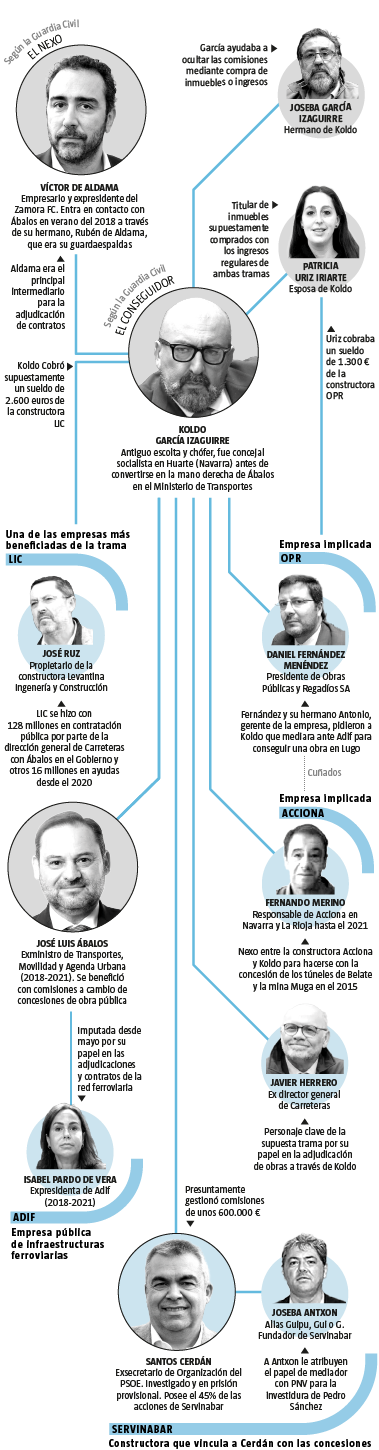 Según la Guardia Civil
EL NEXO
VÍCTOR DE ALDAMA
Empresario y expresidente del
Zamora FC. Entra en contacto con
Ábalos en verano del 2018 a través
de su hermano, Rubén de Aldama,
que era su guardaespaldas
García ayudaba a
ocultar las comisiones
mediante compra de
inmuebles o ingresos
JOSEBA GARCÍA
IZAGUIRRE
Hermano de Koldo
Titular de
inmuebles
supuestamente
comprados con
los ingresos
regulares de
ambas tramas
PATRICIA
URIZ IRIARTE
Esposa de Koldo
Aldama era el
principal
intermediario
para la
adjudicación
de contratos
Según la Guardia Civil
EL CONSEGUIDOR
Uriz cobraba
un sueldo
de 1.300 €
de la
constructora
OPR
Koldo Cobró
supuestamente
un sueldo de
2.600 euros de
la constructora
LIC
KOLDO
GARCÍA IZAGUIRRE
Antiguo escolta y chófer, fue concejal
socialista en Huarte (Navarra) antes de
convertirse en la mano derecha de Ábalos
en el Ministerio de Transportes
Una de las empresas más
beneficiadas de la trama
LIC
JOSÉ RUZ
Propietario de la
constructora Levantina
Ingenería y Construcción
LIC se hizo con
128 millones en contratación
pública por parte de la
dirección general de Carreteras
con Ábalos en el Gobierno y
otros 16 millones en ayudas
desde el 2020
Empresa implicada
OPR
DANIEL FERNÁNDEZ
MENÉNDEZ
Presidente de Obras
Públicas y Regadíos SA
Fernández y su hermano Antonio,
gerente de la empresa, pidieron a
Koldo que mediara ante Adif para
conseguir una obra en Lugo
Cuñados
Empresa implicada
ACCIONA
FERNANDO MERINO
Responsable de Acciona en
Navarra y La Rioja hasta el 2021
Nexo entre la constructora Acciona
y Koldo para hacerse con la
concesión de los túneles de Belate
y la mina Muga en el 2015
JOSÉ LUIS ÁBALOS
Exministro de Transportes,
Movilidad y Agenda Urbana
(2018-2021). Se benefició
con comisiones a cambio de
concesiones de obra pública
Imputada desde
mayo por su
papel en las
adjudicaciones
y contratos de la
red ferroviaria
JAVIER HERRERO
Ex director general
de Carreteras
Personaje clave de la
supuesta trama por su
papel en la adjudicación
de obras a través de Koldo
ISABEL PARDO DE VERA
Expresidenta de Adif
(2018-2021)
ADIF
Empresa pública
de infraestructuras
ferroviarias
Presuntamente
gestionó comisiones
de unos 600.000 €
SANTOS CERDÁN
Exsecretario de Organización del
PSOE. Investigado y en prisión
provisional. Posee el 45% de las
acciones de Servinabar
JOSEBA ANTXON
Alias Guipu, Gui o G.
Fundador de Servinabar
A Antxon le atribuyen
el papel de mediador
con PNV para la
investidura de Pedro
Sánchez
SERVINABAR
Constructora que vincula a Cerdán con las concesiones